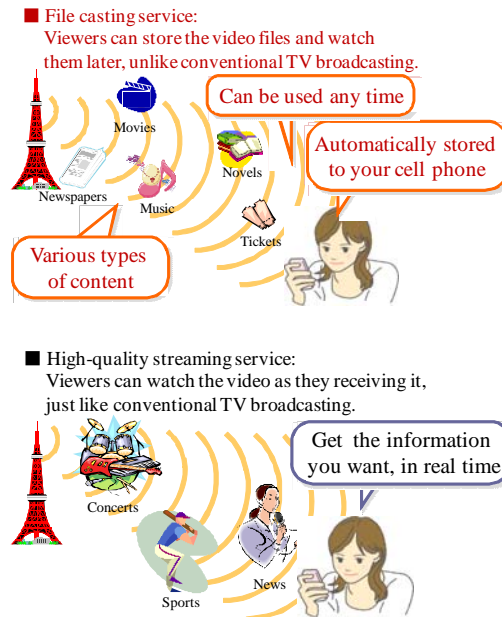 ■ File casting service:
Viewers can store the video files and watch
them later, unlike conventional TV broadcasting.
Can be used any time
Movies
Automatically stored
to your cell phone
Novels
Newspapers
Music
Tickets
Various types
of content
■ High-quality streaming service:
Viewers can watch the video as they receiving it,
just like conventional TV broadcasting.
Get the information
you want, in real time
Concerts
News
Sports